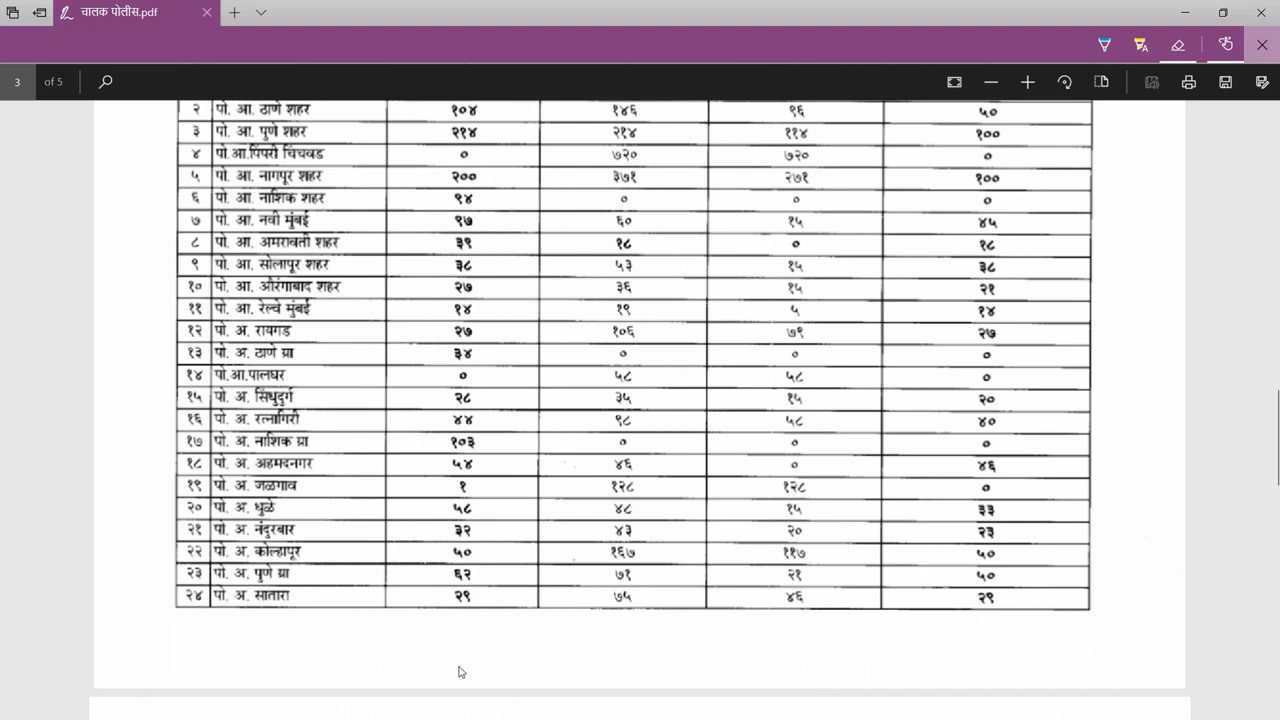 चालक पोलीस.pdf
3 of 5
२ पो. आ. ठाणे शहर १०४ १४६ ९६ ५०
३ पो. आ. पुणे शहर २१४ २१४ ११४ १००
४ पो.आ.पिंपरी चिंचवड ० ७२० ७२० ०
५ पो. आ. नागपूर शहर २०० ३७१ २७१ १००
६ पो. आ. नाशिक शहर ९४ ० ० ०
७ पो. आ. नवी मुंबई ९७ ६० १५ ४५
८ पो. आ. अमरावती शहर ३९ १८ ० १८
९ पो. आ. सोलापूर शहर ३८ ५३ १५ ३८
१० पो. आ. औरंगाबाद शहर २७ ३६ १५ २१
११ पो. आ. रेल्वे मुंबई १४ १९ ५ १४
१२ पो. अ. रायगड २७ १०६ ७९ २७
१३ पो. अ. ठाणे ग्रा ३४ ० ० ०
१४ पो.आ.पालघर ० ५८ ५८ ०
१५ पो. अ. सिंधुदुर्ग २८ ३५ १५ २०
१६ पो. अ. रत्नागिरी ४४ ९८ ५८ ४०
१७ पो. अ. नाशिक ग्रा १०३ ० ० ०
१८ पो. अ. अहमदनगर ५४ ४६ ० ४६
१९ पो. अ. जळगाव १ १२८ १२८ ०
२० पो. अ. धुळे ५८ ४८ १५ ३३
२१ पो. अ. नंदुरबार ३२ ४३ २० २३
२२ पो. अ. कोल्हापूर ५० १६७ ११७ ५०
२३ पो. अ. पुणे ग्रा ६२ ७१ २१ ५०
२४ पो. अ. सातारा २९ ७५ ४६ २९